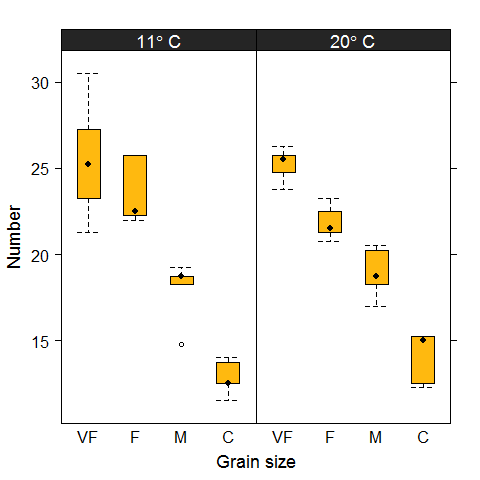 11° C 20° C
30
25
20
15
Number
VF F M C VF F M C
Grain size